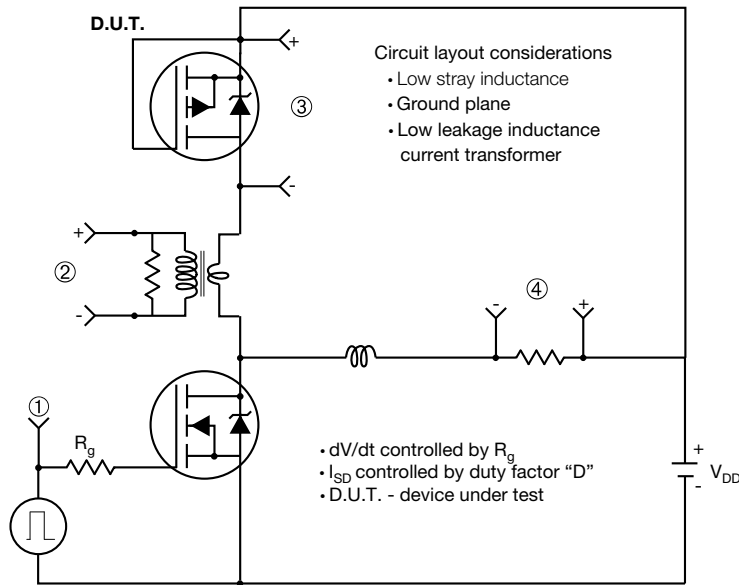 D.U.T.
+
Circuit layout considerations
• Low stray inductance
③
• Ground plane
• Low leakage inductance
current transformer
-
+
②
-
- ④ +
①
R_g
• dV/dt controlled by R_g
• I_SD controlled by duty factor “D”
• D.U.T. - device under test
+
V_DD
-